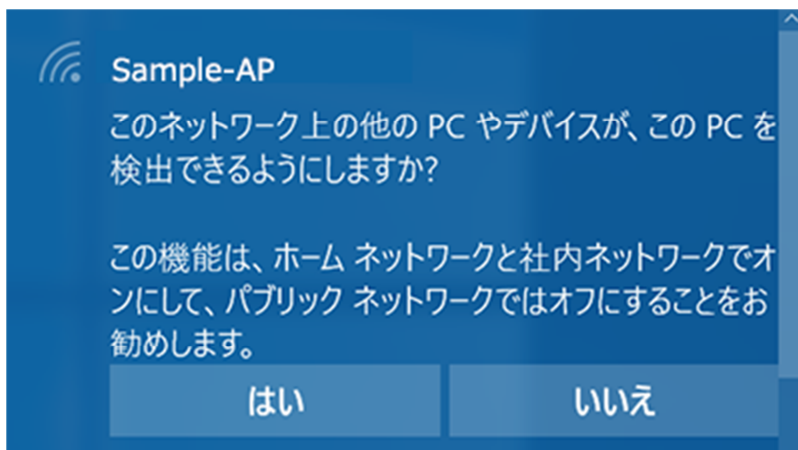 Sample-AP
このネットワーク上の他の PC やデバイスが、この PC を
検出できるようにしますか?
この機能は、ホーム ネットワークと社内ネットワークでオ
ンにして、パブリック ネットワークではオフにすることをお
勧めします。
はい いいえ